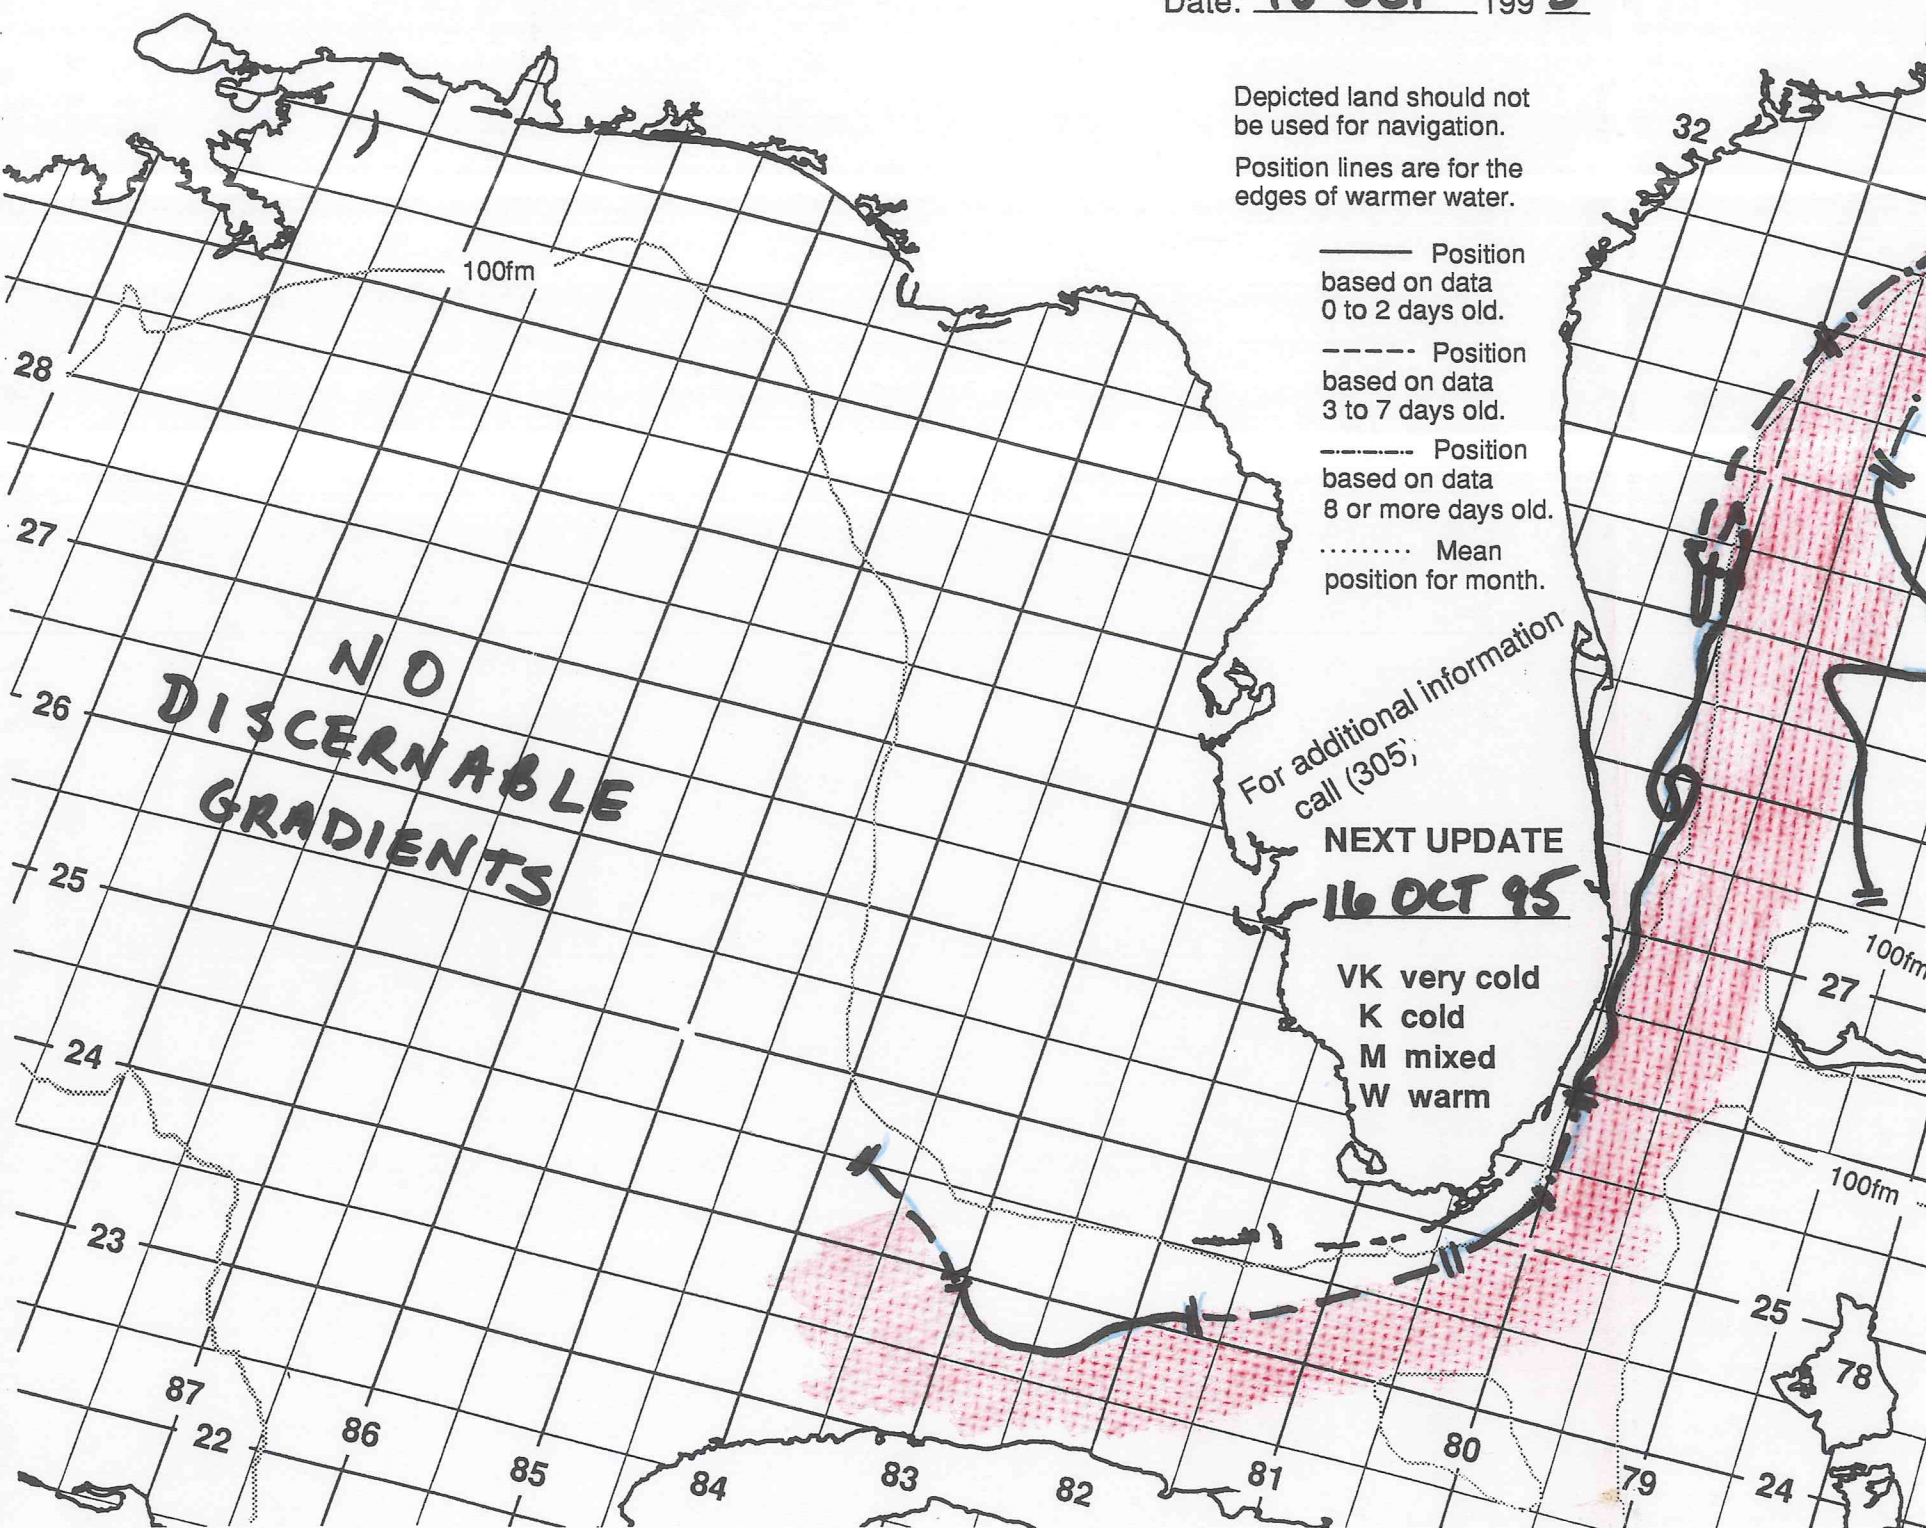 Date: 199
Depicted land should not
be used for navigation.
Position lines are for the
edges of warmer water.
Position
based on data
0 to 2 days old.
Position
based on data
3 to 7 days old.
Position
based on data
8 or more days old.
Mean
position for month.
For additional information
call (305)
NEXT UPDATE
16 OCT 95
VK very cold
K cold
M mixed
W warm
NO
DISCERNABLE
GRADIENTS
100fm
32
28
27
26
25
24
23
22
87
86
85
84
83
82
81
80
79
78
24
25
27
100fm
100fm